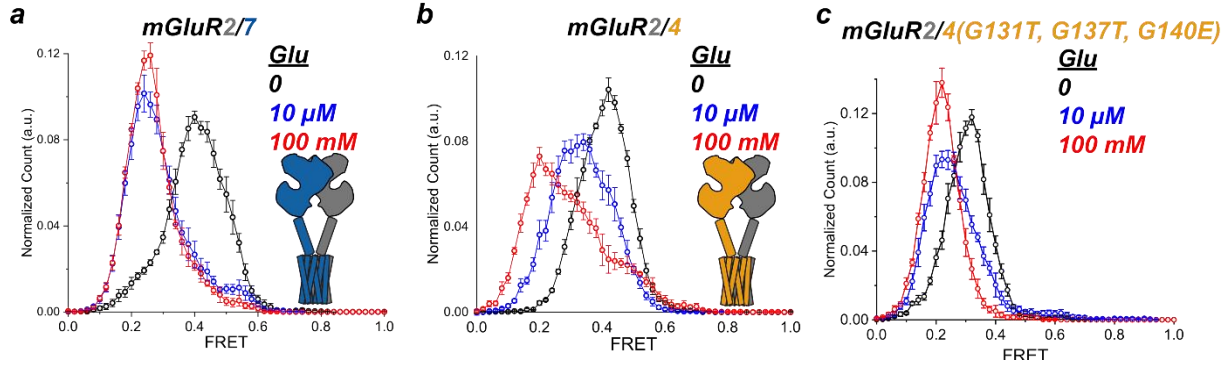 a
mGluR2/7
Glu
0
10 µM
100 mM
Normalized Count (a.u.)
0.12
0.08
0.04
0.00
0.0 0.2 0.4 0.6 0.8 1.0
FRET
b
mGluR2/4
Glu
0
10 µM
100 mM
Normalized Count (a.u.)
0.12
0.08
0.04
0.00
0.0 0.2 0.4 0.6 0.8 1.0
FRET
c
mGluR2/4(G131T, G137T, G140E)
Glu
0
10 µM
100 mM
Normalized Count (a.u.)
0.12
0.08
0.04
0.00
0.0 0.2 0.4 0.6 0.8 1.0
FRET